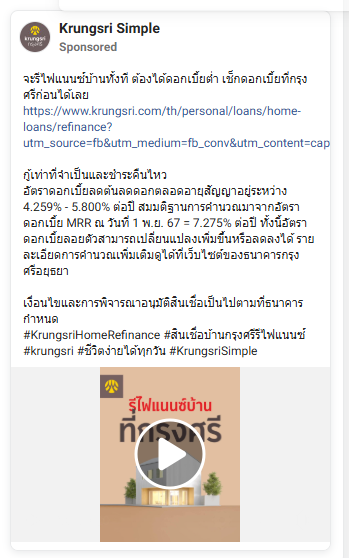 Krungsri Simple
Sponsored
krungsri
กรุงศรี
จะรีไฟแนนซ์บ้านทั้งที ต้องได้ดอกเบี้ยต่ำ เช็กดอกเบี้ยที่กรุง
ศรีก่อนได้เลย
https://www.krungsri.com/th/personal/loans/home-
loans/refinance?
utm_source=fb&utm_medium=fb_conv&utm_content=cap
กู้เท่าที่จำเป็นและชำระคืนไหว
อัตราดอกเบี้ยลดต้นลดดอกตลอดอายุสัญญาอยู่ระหว่าง
4.259% - 5.800% ต่อปี สมมติฐานการคำนวณมาจากอัตรา
ดอกเบี้ย MRR ณ วันที่ 1 พ.ย. 67 = 7.275% ต่อปี ทั้งนี้อัตรา
ดอกเบี้ยลอยตัวสามารถเปลี่ยนแปลงเพิ่มขึ้นหรือลดลงได้ ราย
ละเอียดการคำนวณเพิ่มเติมดูได้ที่เว็บไซต์ของธนาคารกรุง
ศรีอยุธยา
เงื่อนไขและการพิจารณาอนุมัติสินเชื่อเป็นไปตามที่ธนาคาร
กำหนด
#KrungsriHomeRefinance #สินเชื่อบ้านกรุงศรีรีไฟแนนซ์
#krungsri #ชีวิตง่ายได้ทุกวัน #KrungsriSimple
รีไฟแนนซ์บ้าน
ที่กรุงศรี